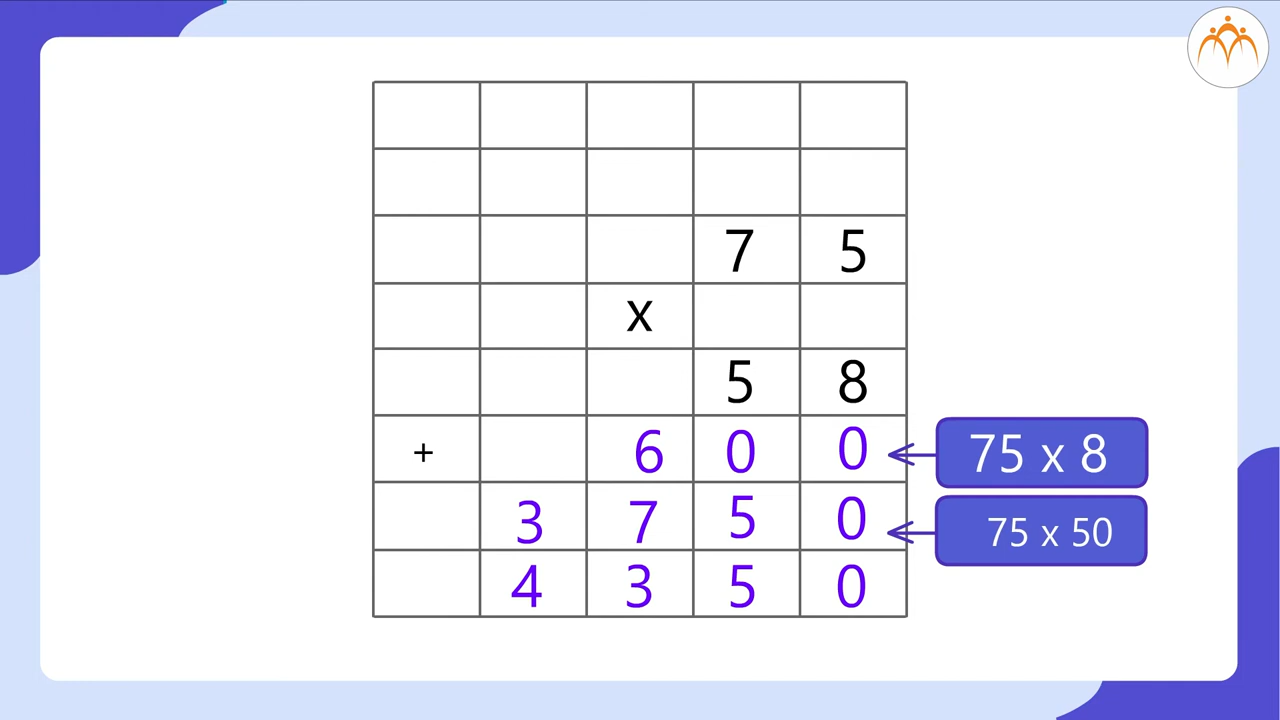 7 5
x
5 8
+ 6 0 0 75 x 8
3 7 5 0 75 x 50
4 3 5 0